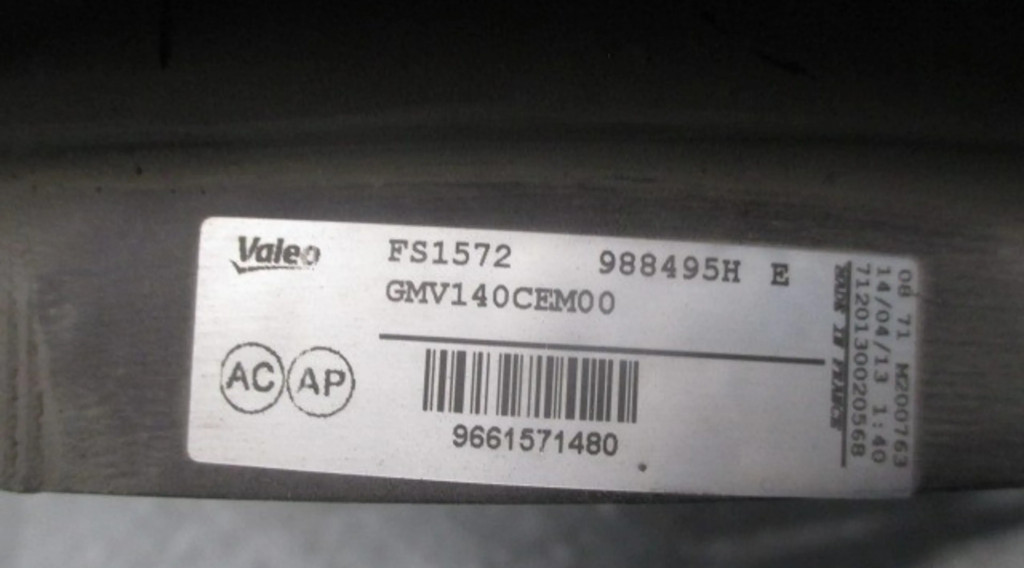 Valeo FS1572 988495H E
GMV140CEM00
AC AP
9661571480
MADE IN FRANCE
7120130020568
14/04/13 1:40
08 71 M200763